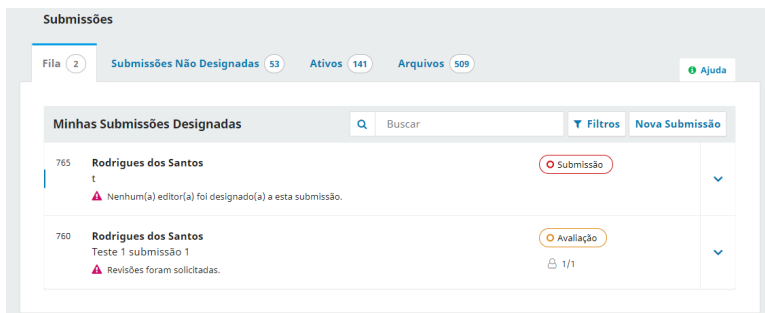 Submissões
Fila 2 Submissões Não Designadas 53 Ativos 141 Arquivos 509
Ajuda
Minhas Submissões Designadas Buscar Filtros Nova Submissão
765 Rodrigues dos Santos Submissão
t
Nenhum(a) editor(a) foi designado(a) a esta submissão.
760 Rodrigues dos Santos Avaliação
Teste 1 submissão 1
1/1
Revisões foram solicitadas.